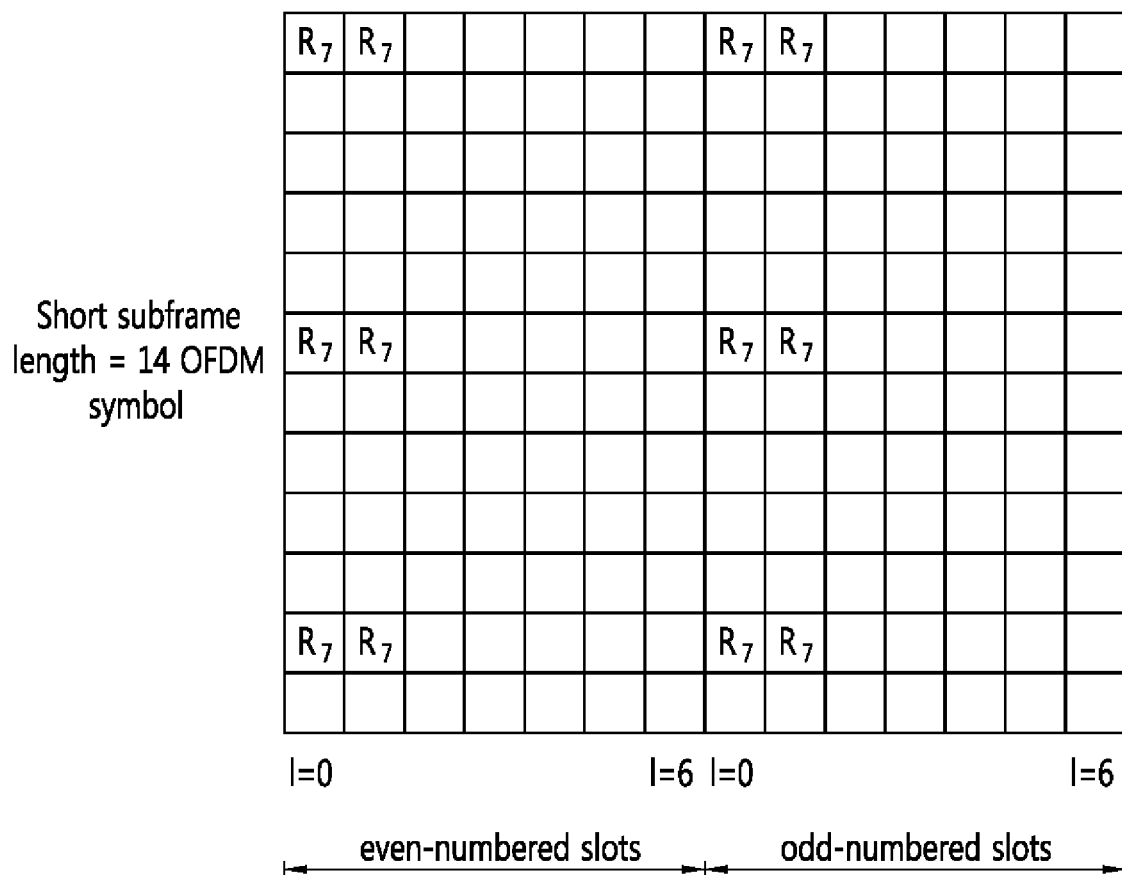 R7 R7 R7 R7
Short subframe
length = 14 OFDM
symbol
R7 R7 R7 R7
R7 R7 R7 R7
l=0 l=6 l=0 l=6
even-numbered slots odd-numbered slots